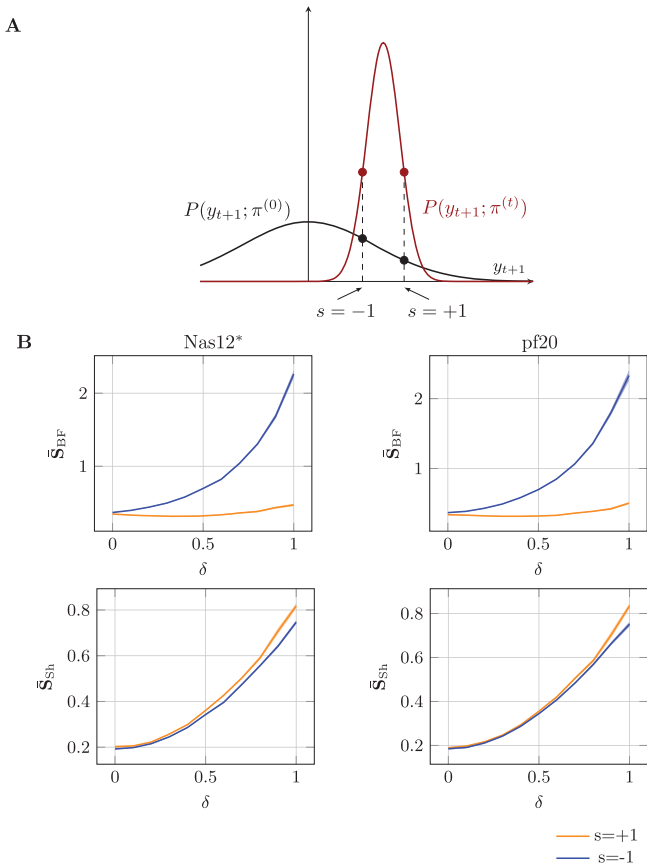 A
P(y_{t+1}; π^{(0)})
P(y_{t+1}; π^{(t)})
y_{t+1}
s = −1
s = +1
B
Nas12*
pf20
S̄_BF
2
1
0
0.5
1
δ
S̄_BF
2
1
0
0.5
1
δ
S̄_Sh
0.8
0.6
0.4
0.2
0
0.5
1
δ
S̄_Sh
0.8
0.6
0.4
0.2
0
0.5
1
δ
s=+1
s=-1